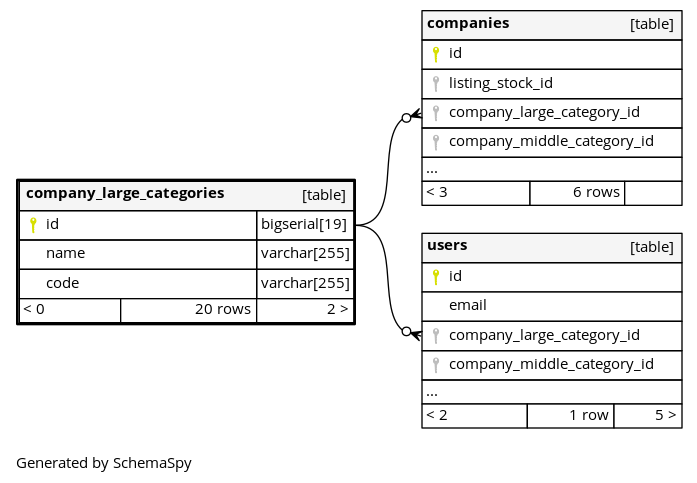 companies [table]
id
listing_stock_id
company_large_category_id
company_middle_category_id
...
< 3 6 rows
company_large_categories [table]
id bigserial[19]
name varchar[255]
code varchar[255]
< 0 20 rows 2 >
users [table]
id
email
company_large_category_id
company_middle_category_id
...
< 2 1 row 5 >
Generated by SchemaSpy